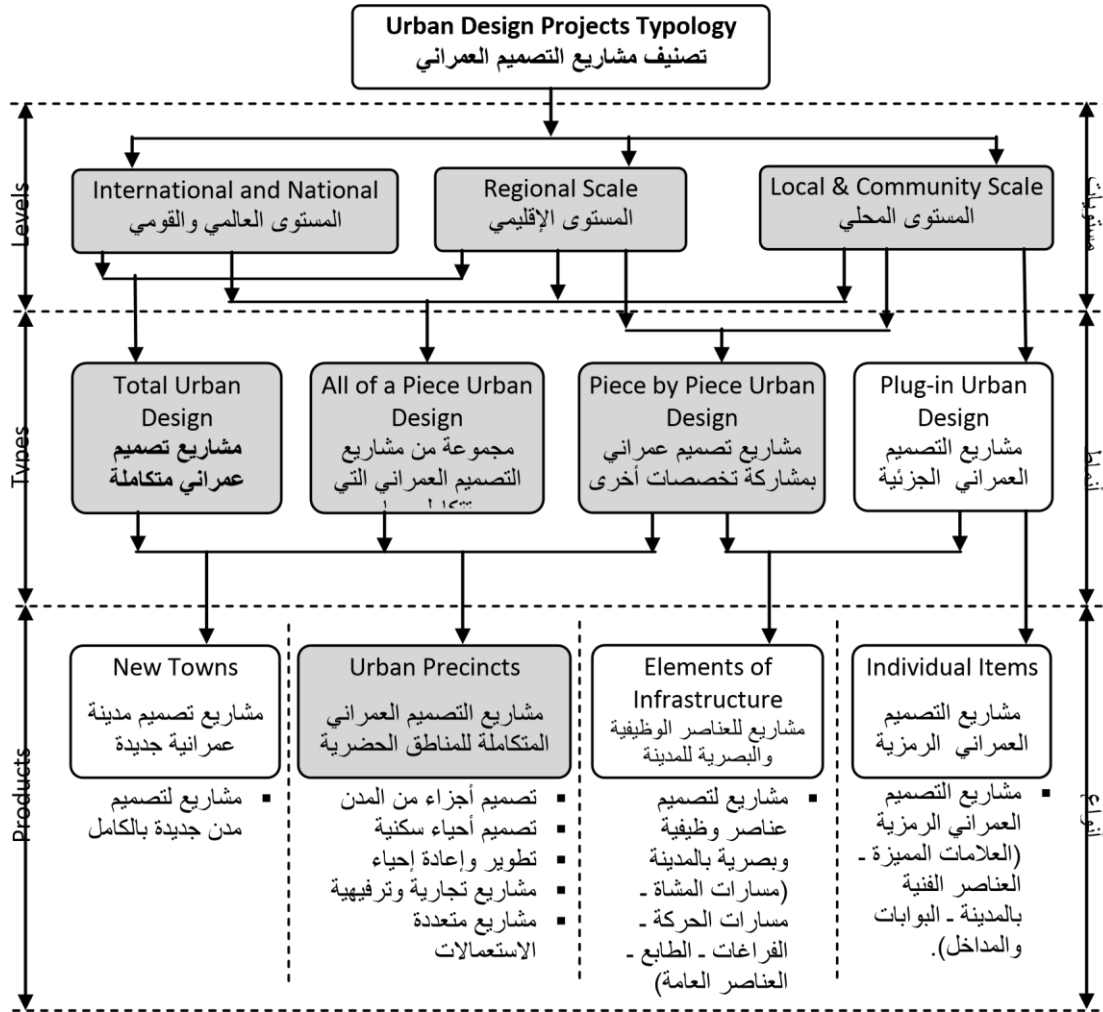 Urban Design Projects Typology
تصنيف مشاريع التصميم العمراني
Levels
مستويات
International and National
المستوى العالمي والقومي
Regional Scale
المستوى الإقليمي
Local & Community Scale
المستوى المحلي
Types
أنماط
Total Urban
Design
مشاريع تصميم
عمراني متكاملة
All of a Piece Urban
Design
مجموعة من مشاريع
التصميم العمراني التي
Piece by Piece Urban
Design
مشاريع تصميم عمراني
بمشاركة تخصصات أخرى
Plug-in Urban
Design
مشاريع التصميم
العمراني الجزئية
Products
أنواع
New Towns
مشاريع تصميم مدينة
عمرانية جديدة
▪ مشاريع لتصميم
مدن جديدة بالكامل
Urban Precincts
مشاريع التصميم العمراني
المتكاملة للمناطق الحضرية
▪ تصميم أجزاء من المدن
▪ تصميم أحياء سكنية
▪ تطوير وإعادة إحياء
▪ مشاريع تجارية وترفيهية
▪ مشاريع متعددة
الاستعمالات
Elements of
Infrastructure
مشاريع للعناصر الوظيفية
والبصرية للمدينة
▪ مشاريع لتصميم
عناصر وظيفية
وبصرية بالمدينة
(مسارات المشاة -
مسارات الحركة -
الفراغات - الطابع -
العناصر العامة)
Individual Items
مشاريع التصميم
العمراني الرمزية
▪ مشاريع التصميم
العمراني الرمزية
(العلامات المميزة -
العناصر الفنية
بالمدينة - البوابات
والمداخل).